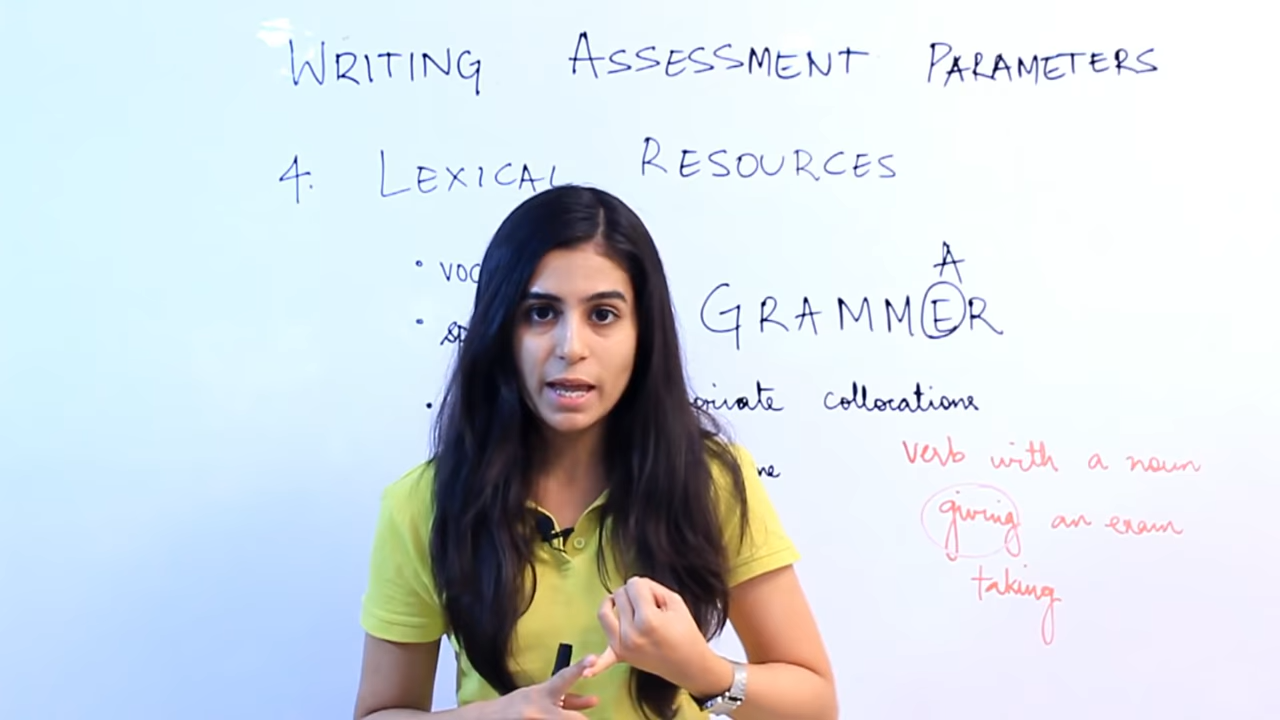 WRITING ASSESSMENT PARAMETERS
4. LEXICAL RESOURCES
A
GRAMMER
collocations
verb with a noun
giving an exam
taking